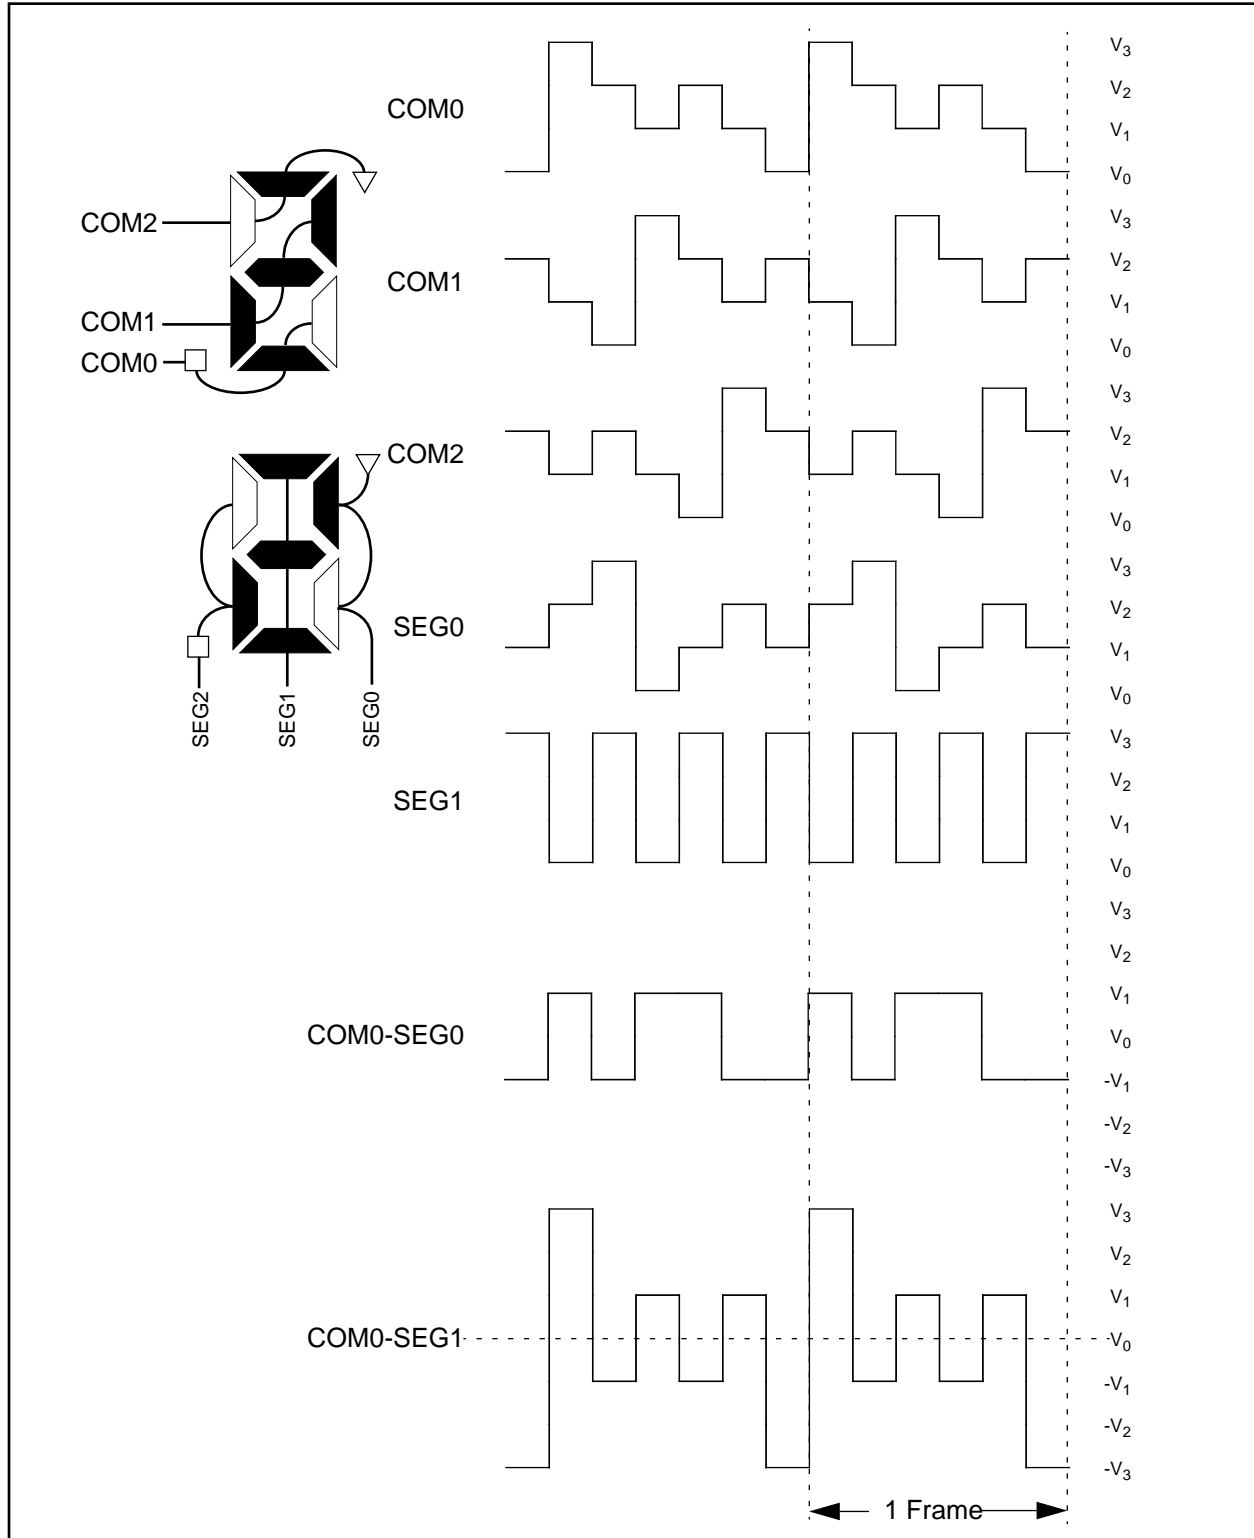 COM0
V3
V2
V1
V0
COM2
COM1
COM0
COM1
V3
V2
V1
V0
COM2
V3
V2
V1
V0
SEG0
V3
V2
V1
V0
SEG2
SEG1
SEG0
SEG1
V3
V2
V1
V0
COM0-SEG0
V3
V2
V1
V0
-V1
-V2
-V3
COM0-SEG1
V3
V2
V1
V0
-V1
-V2
-V3
1 Frame